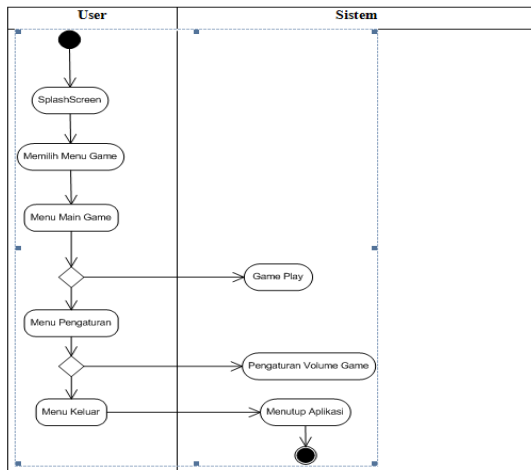 User
Sistem
SplashScreen
Memilih Menu Game
Menu Main Game
Game Play
Menu Pengaturan
Pengaturan Volume Game
Menu Keluar
Menutup Aplikasi